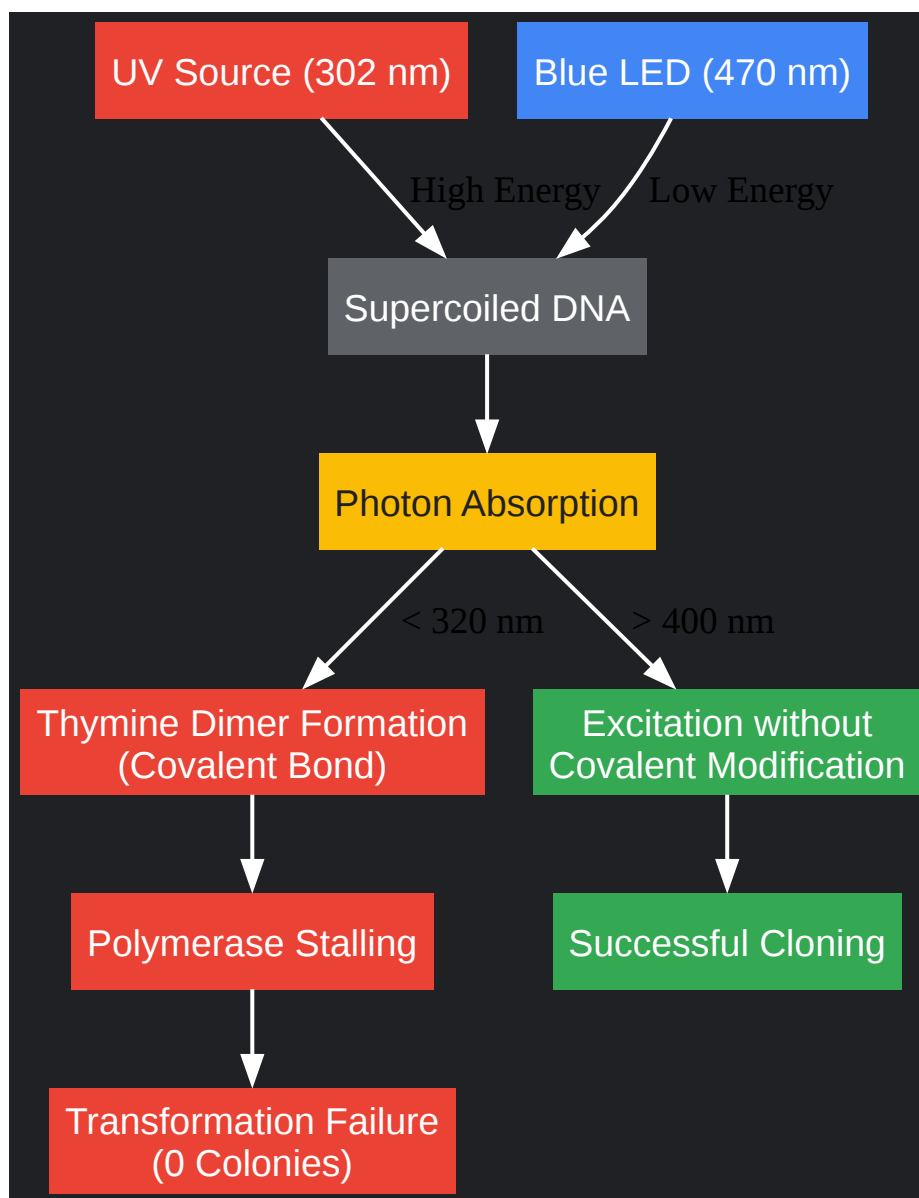 UV Source (302 nm)
Blue LED (470 nm)
High Energy
Low Energy
Supercoiled DNA
Photon Absorption
< 320 nm
> 400 nm
Thymine Dimer Formation
(Covalent Bond)
Excitation without
Covalent Modification
Polymerase Stalling
Successful Cloning
Transformation Failure
(0 Colonies)